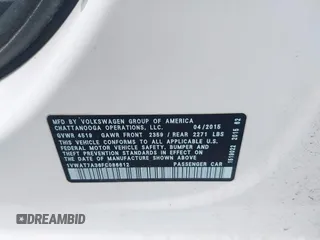 MFD BY VOLKSWAGEN GROUP OF AMERICA
CHATTANOOGA OPERATIONS, LLC. 04/2015
GVWR 4519 GAWR FRONT 2359 / REAR 2271 LBS
THIS VEHICLE CONFORMS TO ALL APPLICABLE U.S.
FEDERAL MOTOR VEHICLE SAFETY, BUMPER AND
THEFT PREVENTION STANDARDS IN EFFECT ON
THE DATE OF MANUFACTURE SHOWN ABOVE.
PASSENGER CAR
2015 52
DREAMBID